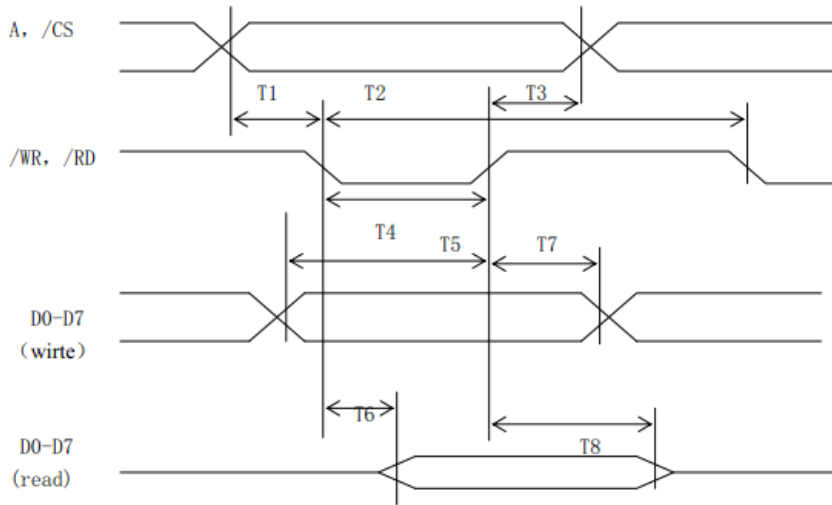 A, /CS
T1 T2 T3
/WR, /RD
T4 T5 T7
D0-D7
(wirte)
T6
D0-D7
(read)
T8